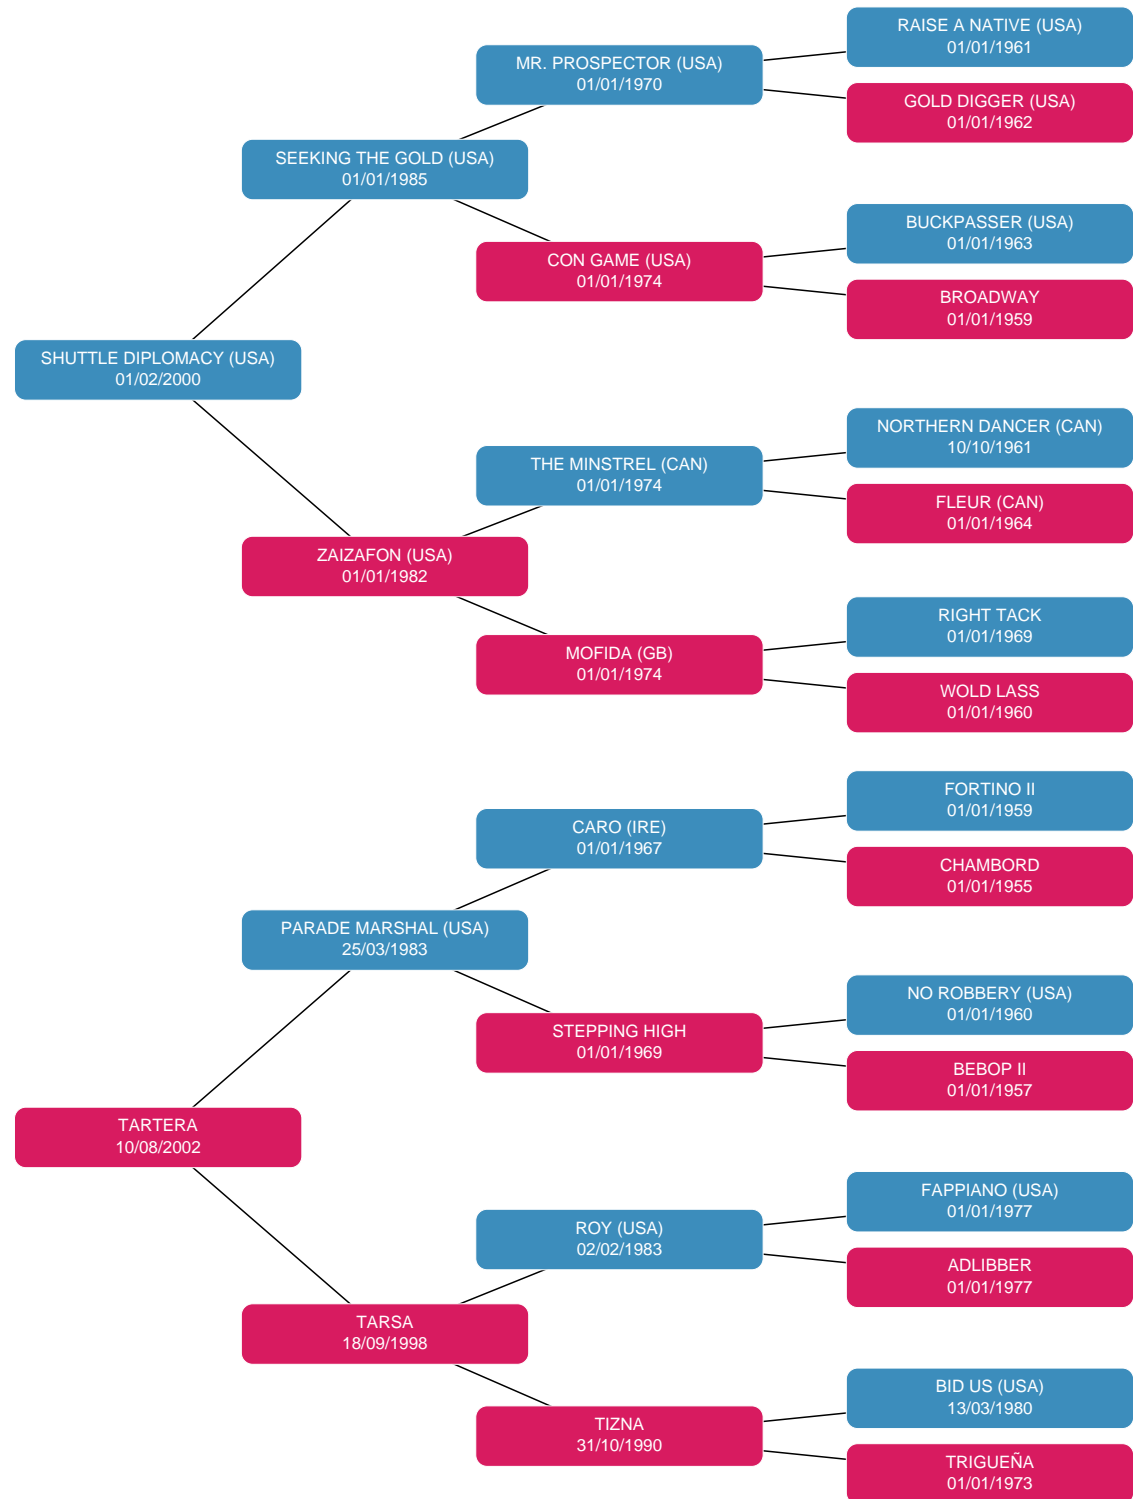 RAISE A NATIVE (USA)
01/01/1961
MR. PROSPECTOR (USA)
01/01/1970
GOLD DIGGER (USA)
01/01/1962
SEEKING THE GOLD (USA)
01/01/1985
BUCKPASSER (USA)
01/01/1963
CON GAME (USA)
01/01/1974
BROADWAY
01/01/1959
SHUTTLE DIPLOMACY (USA)
01/02/2000
NORTHERN DANCER (CAN)
10/10/1961
THE MINSTREL (CAN)
01/01/1974
FLEUR (CAN)
01/01/1964
ZAIZAFON (USA)
01/01/1982
RIGHT TACK
01/01/1969
MOFIDA (GB)
01/01/1974
WOLD LASS
01/01/1960
FORTINO II
01/01/1959
CARO (IRE)
01/01/1967
CHAMBORD
01/01/1955
PARADE MARSHAL (USA)
25/03/1983
NO ROBBERY (USA)
01/01/1960
STEPPING HIGH
01/01/1969
BEBOP II
01/01/1957
TARTERA
10/08/2002
FAPPIANO (USA)
01/01/1977
ROY (USA)
02/02/1983
ADLIBBER
01/01/1977
TARSA
18/09/1998
BID US (USA)
13/03/1980
TIZNA
31/10/1990
TRIGUEÑA
01/01/1973